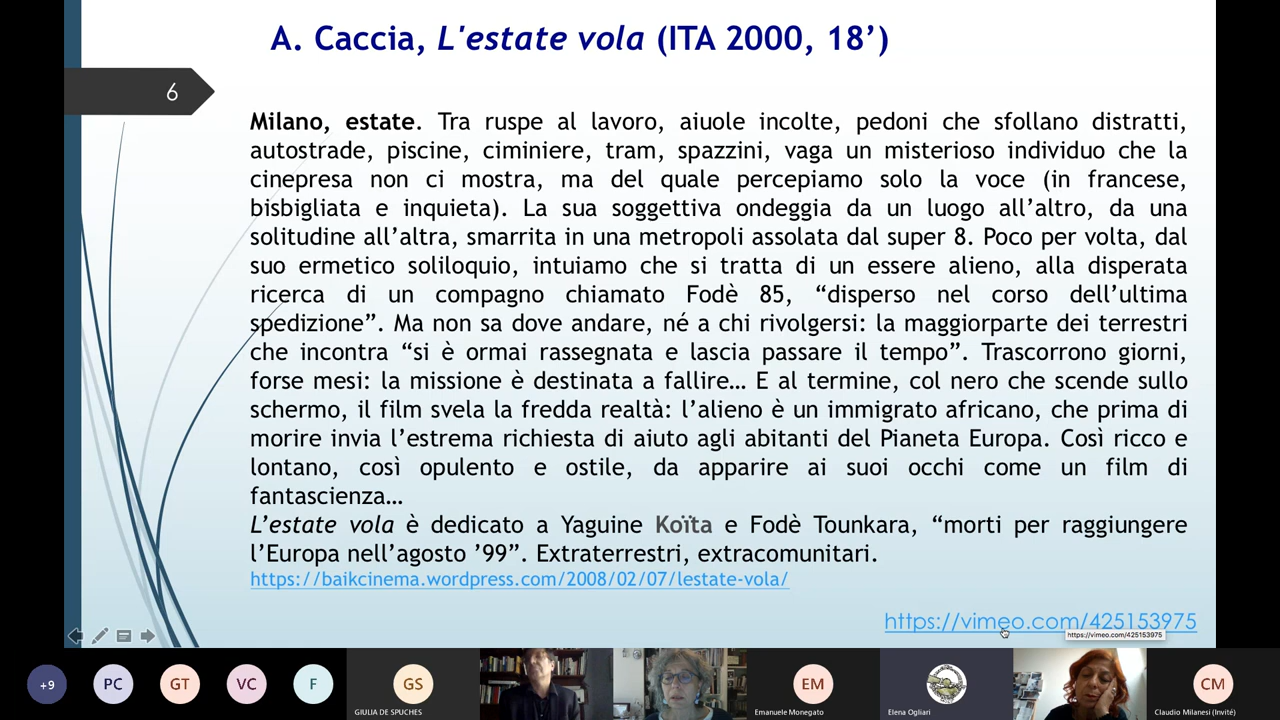 A. Caccia, L'estate vola (ITA 2000, 18’)
6
Milano, estate. Tra ruspe al lavoro, aiuole incolte, pedoni che sfollano distratti,
autostrade, piscine, ciminiere, tram, spazzini, vaga un misterioso individuo che la
cinepresa non ci mostra, ma del quale percepiamo solo la voce (in francese,
bisbigliata e inquieta). La sua soggettiva ondeggia da un luogo all’altro, da una
solitudine all’altra, smarrita in una metropoli assolata dal super 8. Poco per volta, dal
suo ermetico soliloquio, intuiamo che si tratta di un essere alieno, alla disperata
ricerca di un compagno chiamato Fodè 85, “disperso nel corso dell’ultima
spedizione”. Ma non sa dove andare, né a chi rivolgersi: la maggiorparte dei terrestri
che incontra “si è ormai rassegnata e lascia passare il tempo”. Trascorrono giorni,
forse mesi: la missione è destinata a fallire… E al termine, col nero che scende sullo
schermo, il film svela la fredda realtà: l’alieno è un immigrato africano, che prima di
morire invia l’estrema richiesta di aiuto agli abitanti del Pianeta Europa. Così ricco e
lontano, così opulento e ostile, da apparire ai suoi occhi come un film di
fantascienza…
L’estate vola è dedicato a Yaguine Koïta e Fodè Tounkara, “morti per raggiungere
l’Europa nell’agosto ’99”. Extraterrestri, extracomunitari.
https://baikcinema.wordpress.com/2008/02/07/lestate-vola/
https://vimeo.com/425153975
https://vimeo.com/425153975
+9
PC
GT
VC
F
GS
EM
CM
GIULIA DE SPUCHES
Emanuele Monegato
Elena Ogliari
Claudio Milanesi (Invité)